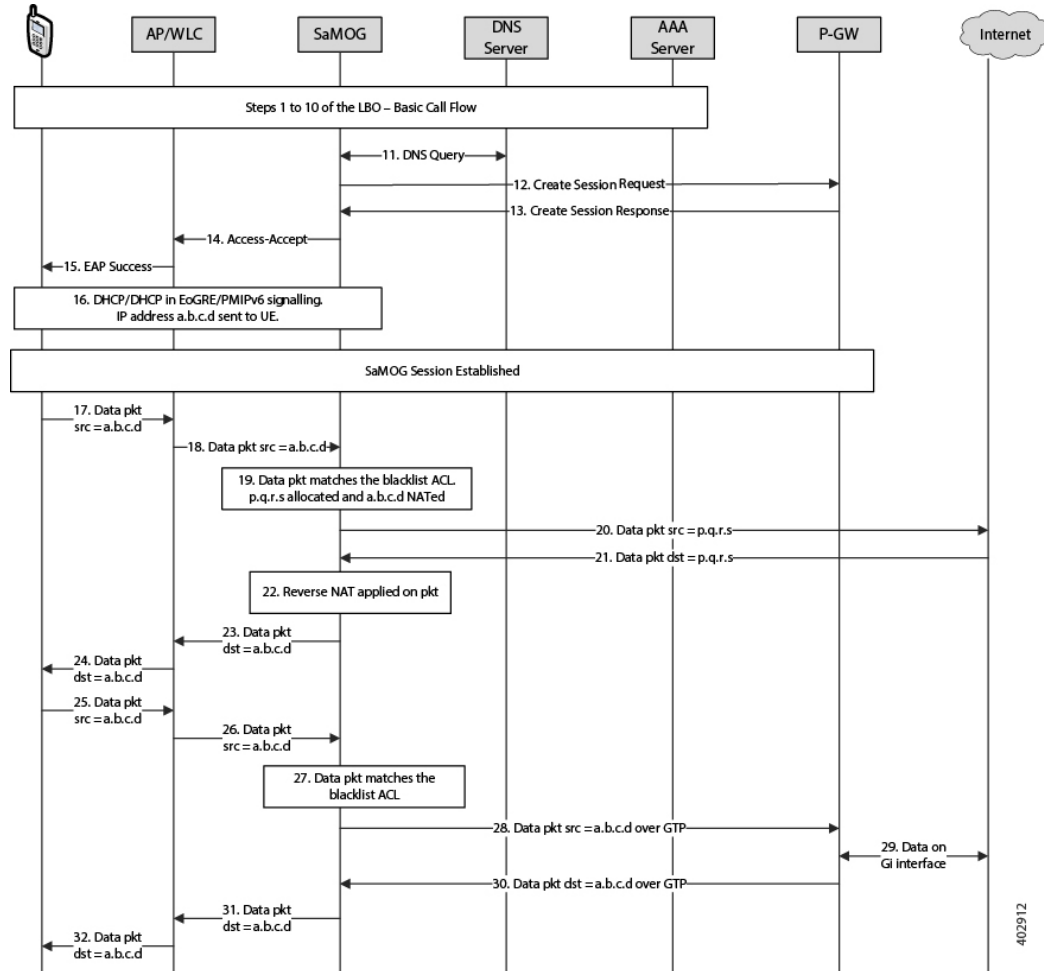 AP/WLC
SaMOG
DNS
Server
AAA
Server
P-GW
Internet
Steps 1 to 10 of the LBO – Basic Call Flow
11. DNS Query
12. Create Session Request
13. Create Session Response
14. Access-Accept
15. EAP Success
16. DHCP/DHCP in EoGRE/PMIPv6 signalling.
IP address a.b.c.d sent to UE.
SaMOG Session Established
17. Data pkt
src = a.b.c.d
18. Data pkt src = a.b.c.d
19. Data pkt matches the blacklist ACL.
p.q.r.s allocated and a.b.c.d NATed
20. Data pkt src = p.q.r.s
21. Data pkt dst = p.q.r.s
22. Reverse NAT applied on pkt
23. Data pkt
dst = a.b.c.d
24. Data pkt
dst = a.b.c.d
25. Data pkt
src = a.b.c.d
26. Data pkt
src = a.b.c.d
27. Data pkt matches the
blacklist ACL
28. Data pkt src = a.b.c.d over GTP
29. Data on
Gi interface
30. Data pkt dst = a.b.c.d over GTP
31. Data pkt
dst = a.b.c.d
32. Data pkt
dst = a.b.c.d
402912